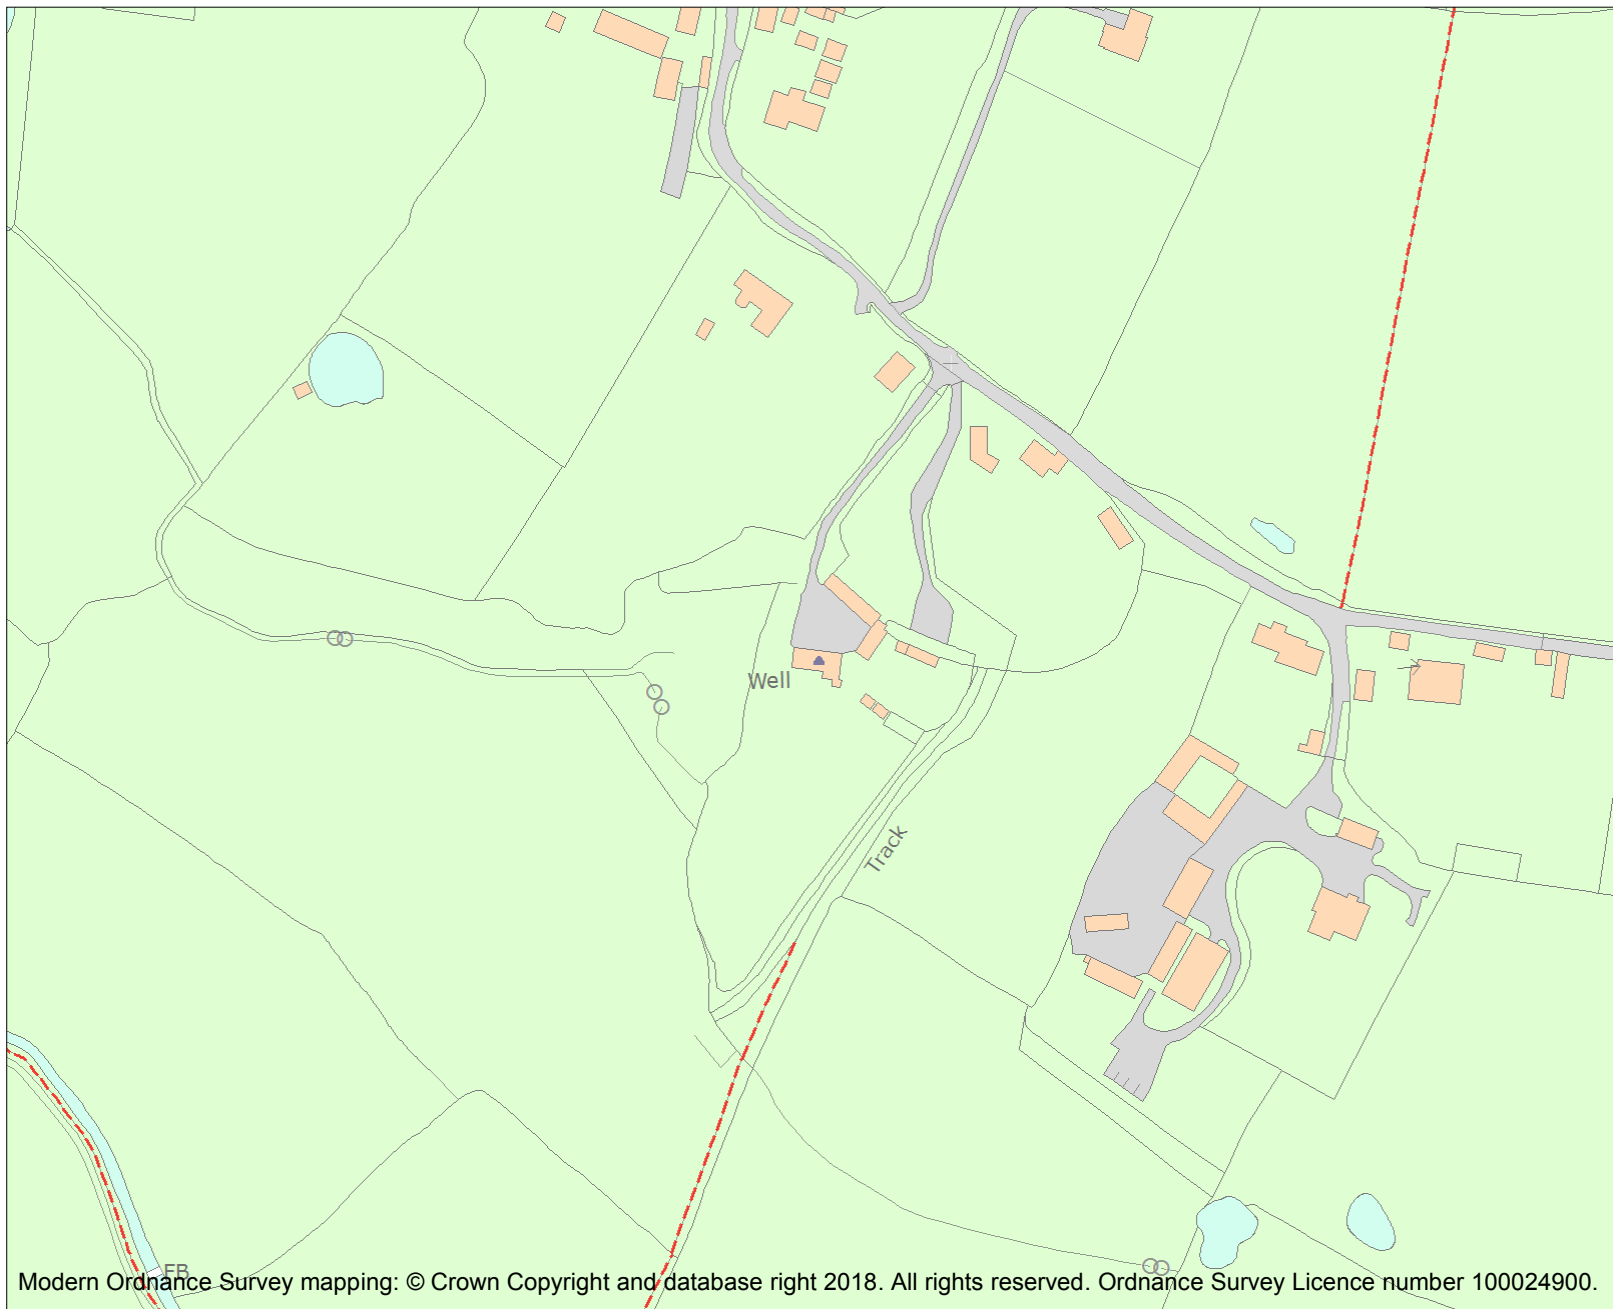 Well
Track
FB
Modern Ordnance Survey mapping: © Crown Copyright and database right 2018. All rights reserved. Ordnance Survey Licence number 100024900.